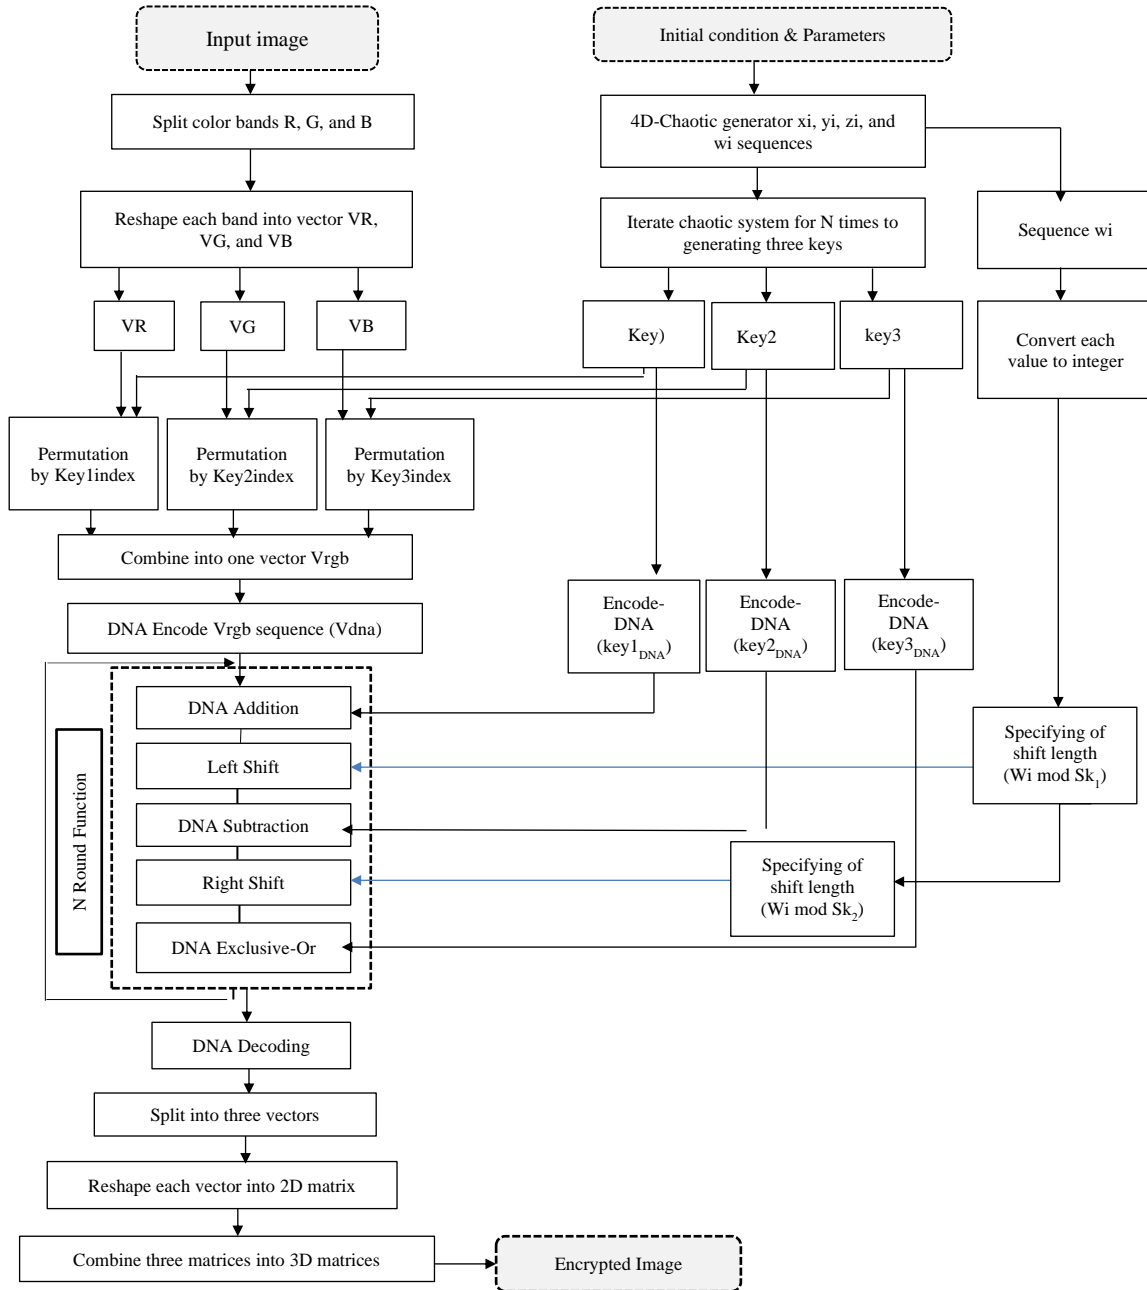 Input image
Initial condition & Parameters
Split color bands R, G, and B
4D-Chaotic generator xi, yi, zi, and
wi sequences
Reshape each band into vector VR,
VG, and VB
Iterate chaotic system for N times to
generating three keys
Sequence wi
VR
VG
VB
Key)
Key2
key3
Convert each
value to integer
Permutation
by Key1index
Permutation
by Key2index
Permutation
by Key3index
Combine into one vector Vrgb
DNA Encode Vrgb sequence (Vdna)
Encode-
DNA
(key1DNA)
Encode-
DNA
(key2DNA)
Encode-
DNA
(key3DNA)
N Round Function
DNA Addition
Left Shift
DNA Subtraction
Right Shift
DNA Exclusive-Or
Specifying of
shift length
(Wi mod Sk1)
Specifying of
shift length
(Wi mod Sk2)
DNA Decoding
Split into three vectors
Reshape each vector into 2D matrix
Combine three matrices into 3D matrices
Encrypted Image